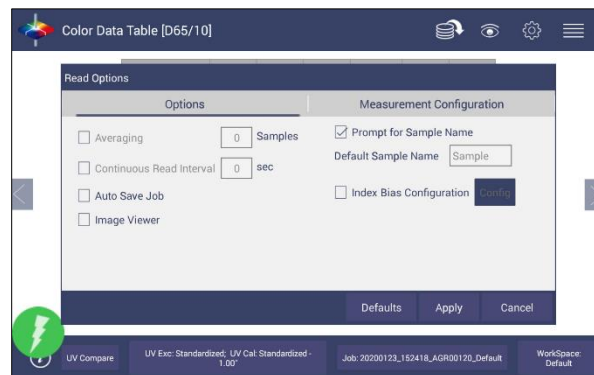 Color Data Table [D65/10]
Read Options
Options
Measurement Configuration
Averaging 0 Samples
Continuous Read Interval 0 sec
Auto Save Job
Image Viewer
Prompt for Sample Name
Default Sample Name Sample
Index Bias Configuration Config
Defaults Apply Cancel
UV Compare
UV Exc: Standardized; UV Cal: Standardized -
1.00"
Job: 20200123_152418_AGR00120_Default
WorkSpace:
Default